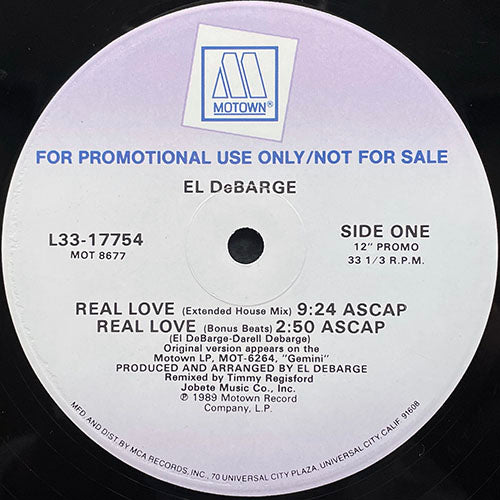 MOTOWN®
FOR PROMOTIONAL USE ONLY/NOT FOR SALE
EL DeBARGE
L33-17754
MOT 8677
SIDE ONE
12" PROMO
33 1/3 R.P.M.
REAL LOVE (Extended House Mix) 9:24 ASCAP
REAL LOVE (Bonus Beats) 2:50 ASCAP
(El DeBarge-Darell Debarge)
Original version appears on the
Motown LP, MOT-6264, "Gemini"
PRODUCED AND ARRANGED BY EL DEBARGE
Remixed by Timmy Regisford
Jobete Music Co., Inc.
℗ 1989 Motown Record
Company, L.P.
MFD. AND DIST. BY MCA RECORDS, INC., 70 UNIVERSAL CITY PLAZA, UNIVERSAL CITY, CALIF. 91608